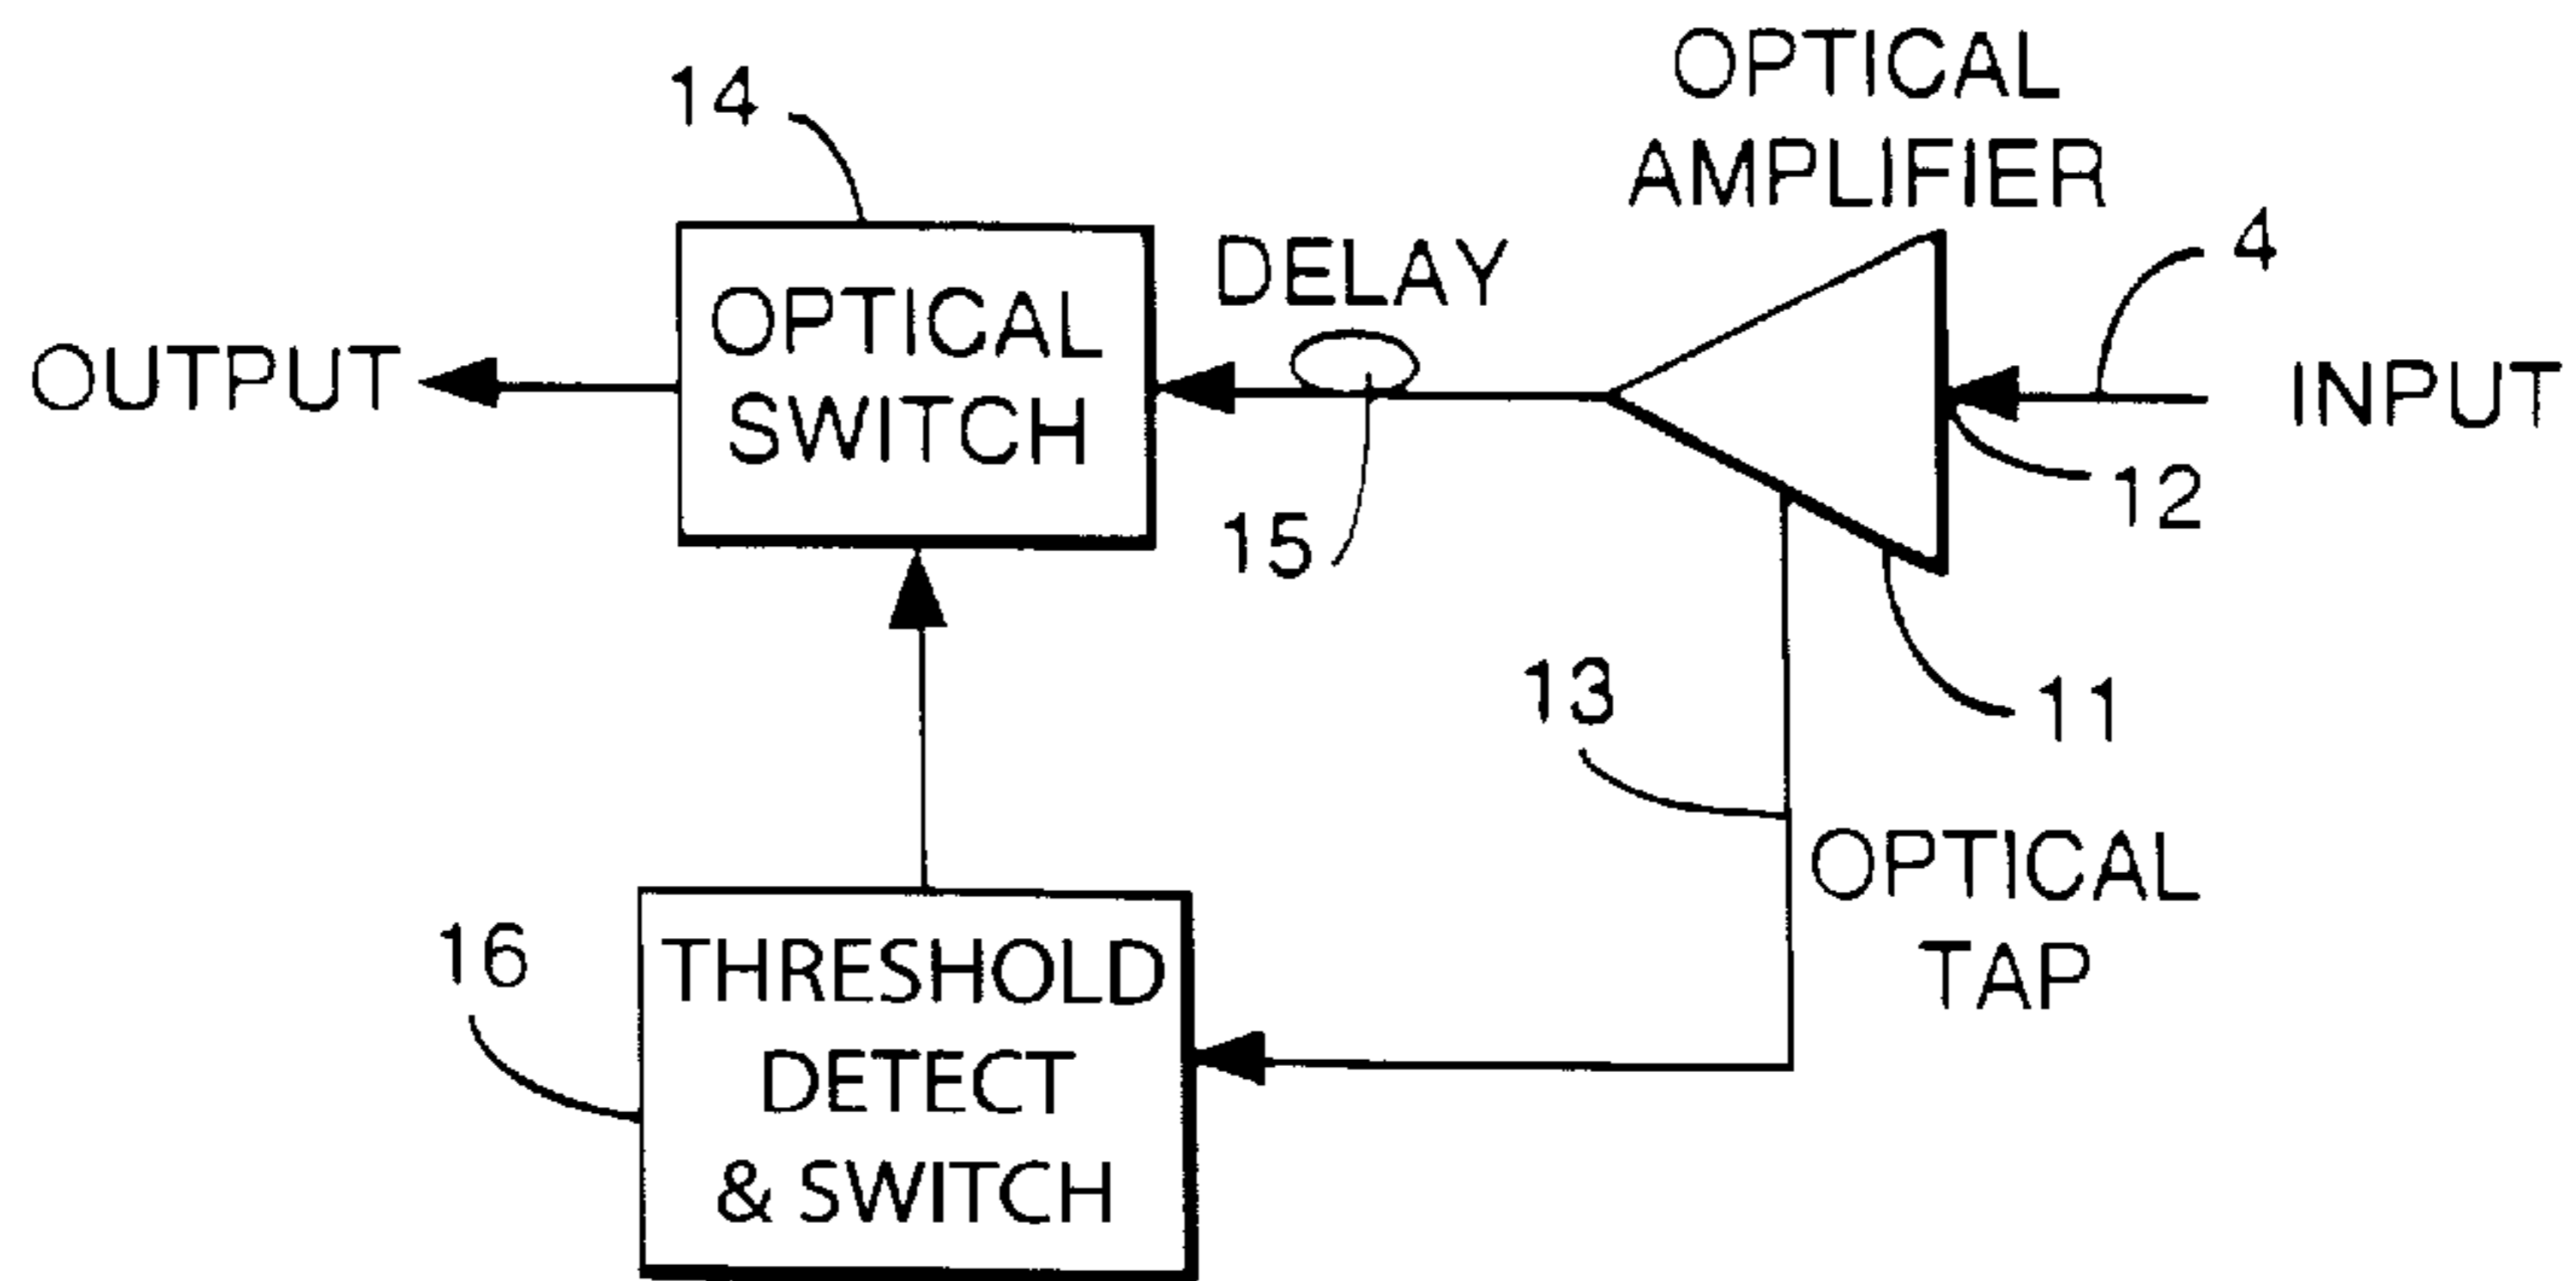 OPTICAL
AMPLIFIER
14
4
DELAY
OPTICAL
SWITCH
OUTPUT
INPUT
12
15
13
11
OPTICAL
TAP
16
THRESHOLD
DETECT
& SWITCH